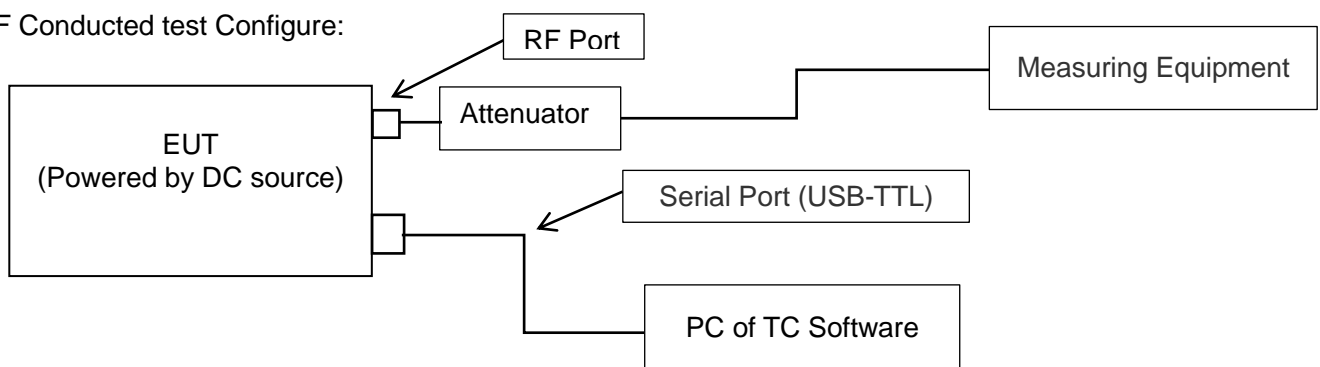 Conducted test Configure:
RF Port
Measuring Equipment
Attenuator
EUT
(Powered by DC source)
Serial Port (USB-TTL)
PC of TC Software